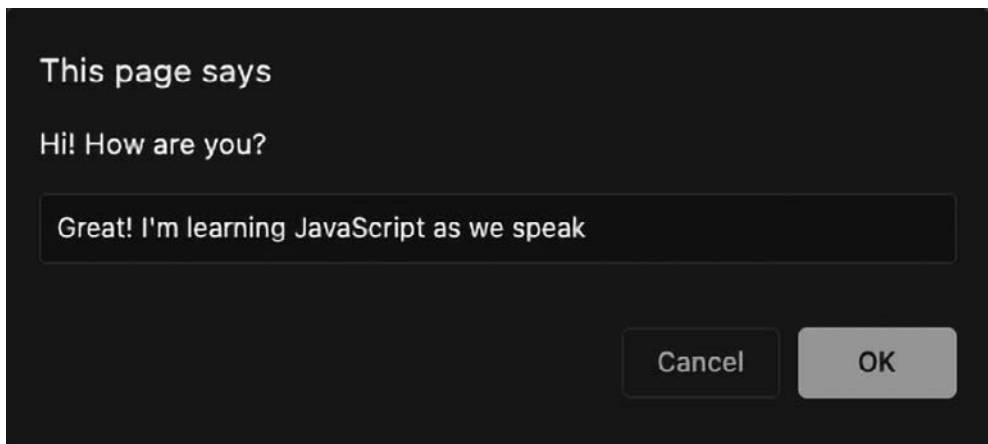 This page says
Hi! How are you?
Great! I'm learning JavaScript as we speak
Cancel OK